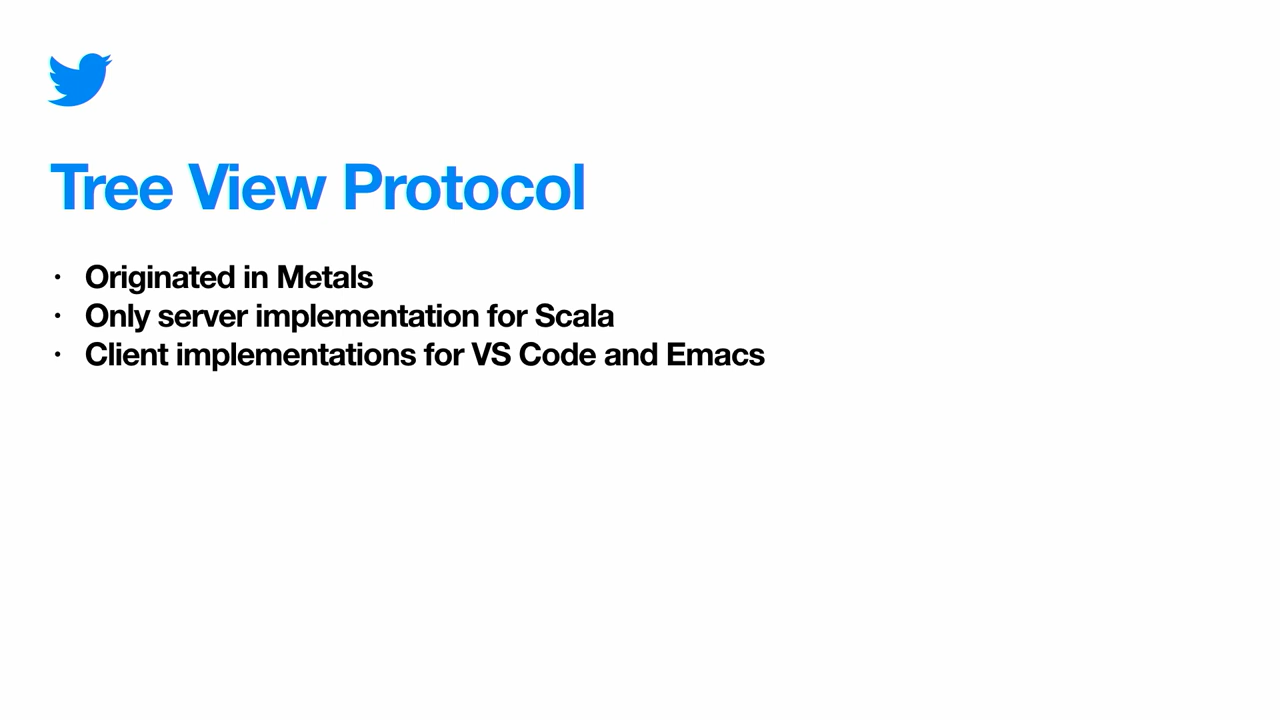 Tree View Protocol
· Originated in Metals
· Only server implementation for Scala
· Client implementations for VS Code and Emacs